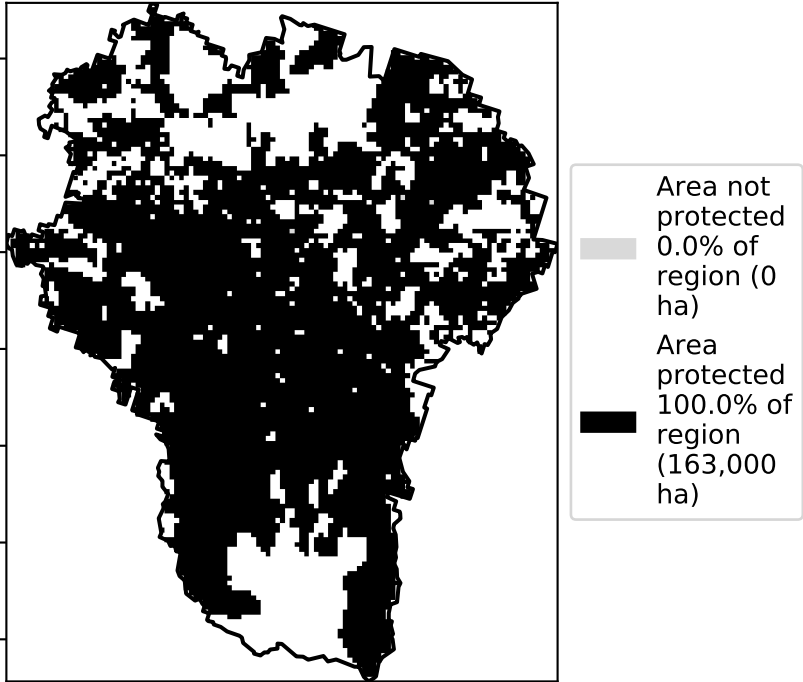 Area not
protected
0.0% of
region (0
ha)
Area
protected
100.0% of
region
(163,000
ha)